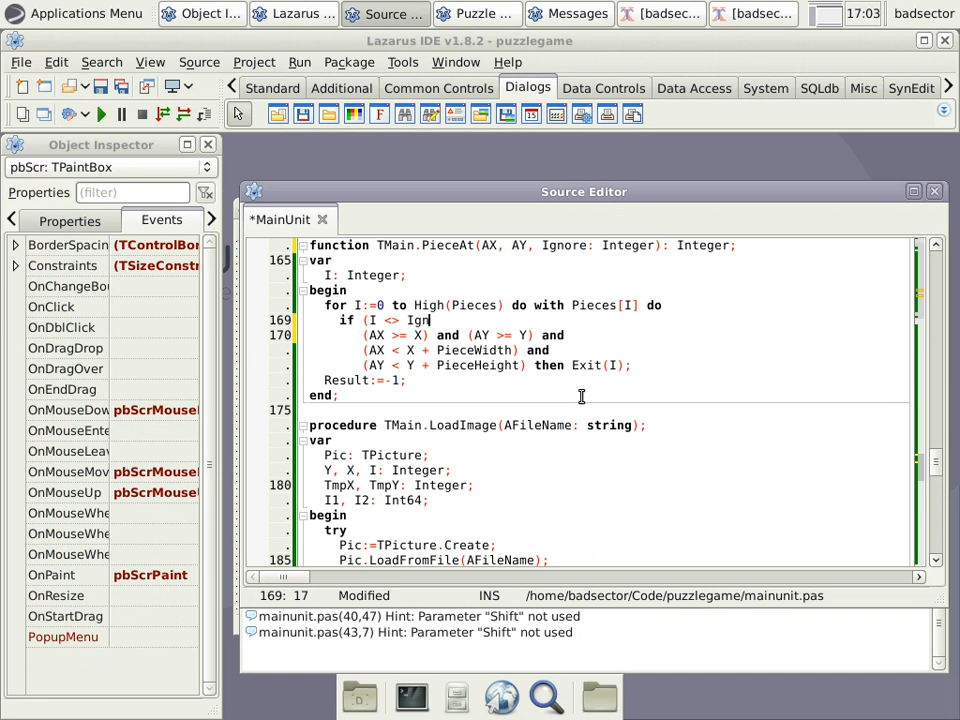 Applications Menu Object I... Lazarus ... Source ... Puzzle ... Messages [badsec... [badsec... 17:03 badsector
Lazarus IDE v1.8.2 - puzzlegame
File Edit Search View Source Project Run Package Tools Window Help
Standard Additional Common Controls Dialogs Data Controls Data Access System SQLdb Misc SynEdit
Object Inspector
pbScr: TPaintBox
Properties (filter)
Properties Events
BorderSpacin (TControlBor
Constraints (TSizeConstr
OnChangeBou
OnClick
OnDblClick
OnDragDrop
OnDragOver
OnEndDrag
OnMouseDow pbScrMouseI
OnMouseEnte
OnMouseLeav
OnMouseMov pbScrMouseI
OnMouseUp pbScrMouseU
OnMouseWhe
OnMouseWhe
OnMouseWhe
OnPaint pbScrPaint
OnResize
OnStartDrag
PopupMenu
Source Editor
*MainUnit
. function TMain.PieceAt(AX, AY, Ignore: Integer): Integer;
165 var
. I: Integer;
. begin
. for I:=0 to High(Pieces) do with Pieces[I] do
169 if (I <> Ign
170 (AX >= X) and (AY >= Y) and
. (AX < X + PieceWidth) and
. (AY < Y + PieceHeight) then Exit(I);
. Result:=-1;
. end;
175
. procedure TMain.LoadImage(AFileName: string);
. var
. Pic: TPicture;
. Y, X, I: Integer;
180 TmpX, TmpY: Integer;
. I1, I2: Int64;
. begin
. try
. Pic:=TPicture.Create;
185 Pic.LoadFromFile(AFileName);
169: 17 Modified INS /home/badsector/Code/puzzlegame/mainunit.pas
mainunit.pas(40,47) Hint: Parameter "Shift" not used
mainunit.pas(43,7) Hint: Parameter "Shift" not used